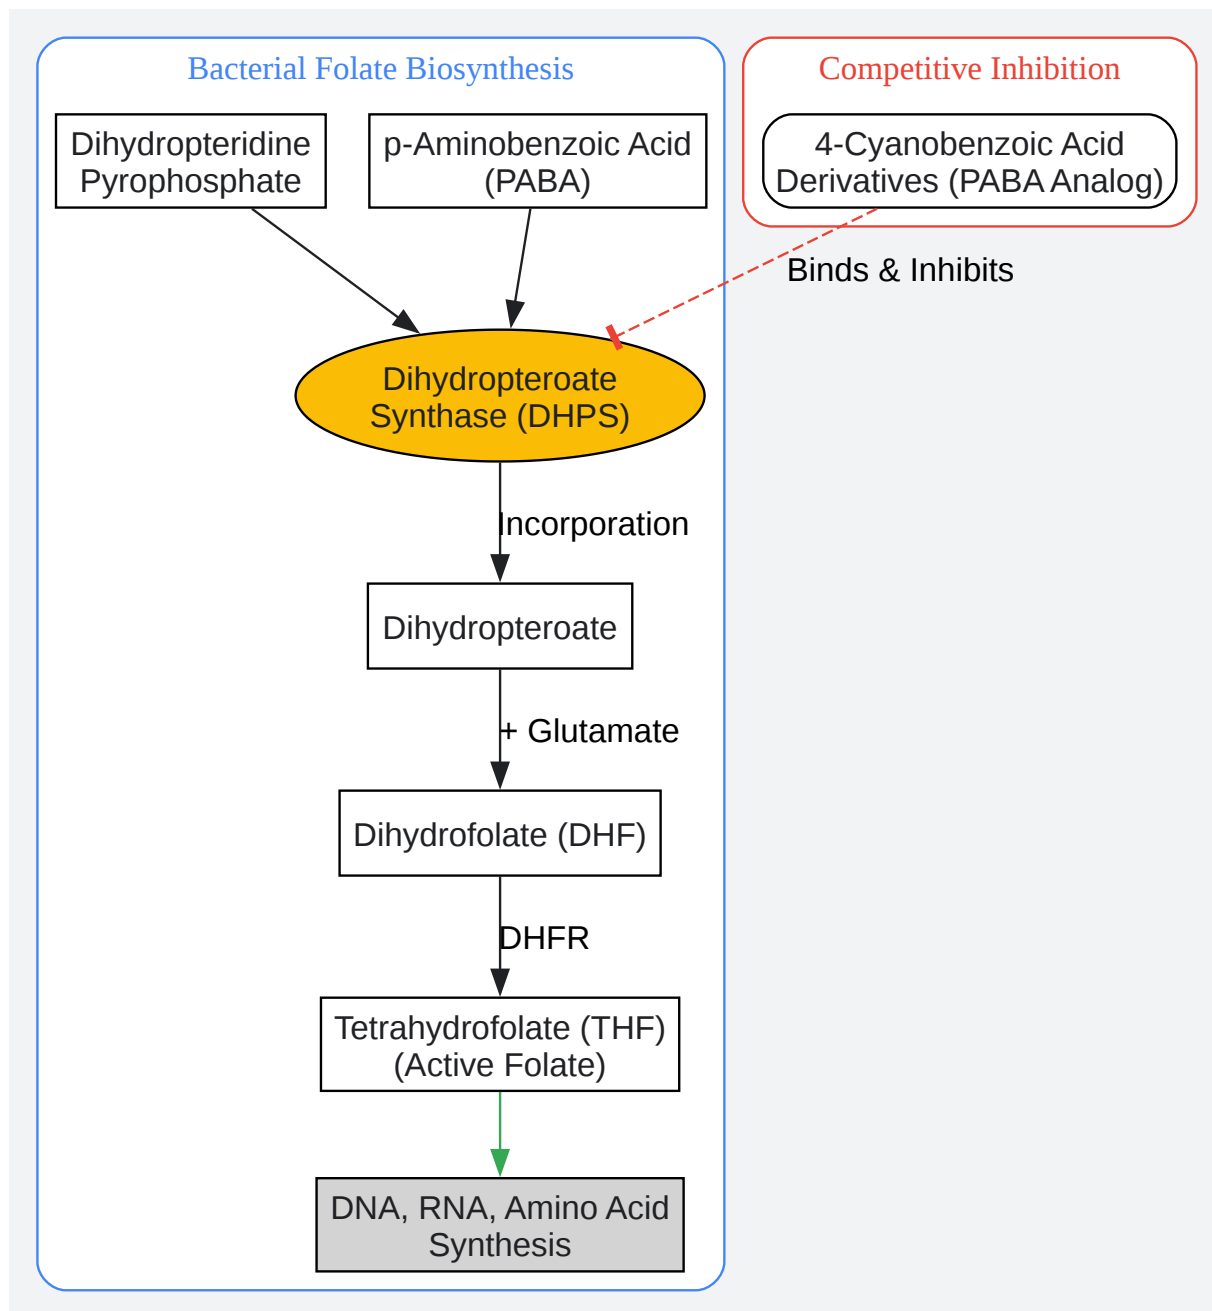 Bacterial Folate Biosynthesis
Competitive Inhibition
Dihydropteridine
Pyrophosphate
p-Aminobenzoic Acid
(PABA)
4-Cyanobenzoic Acid
Derivatives (PABA Analog)
Binds & Inhibits
Dihydropteroate
Synthase (DHPS)
Incorporation
Dihydropteroate
+ Glutamate
Dihydrofolate (DHF)
DHFR
Tetrahydrofolate (THF)
(Active Folate)
DNA, RNA, Amino Acid
Synthesis